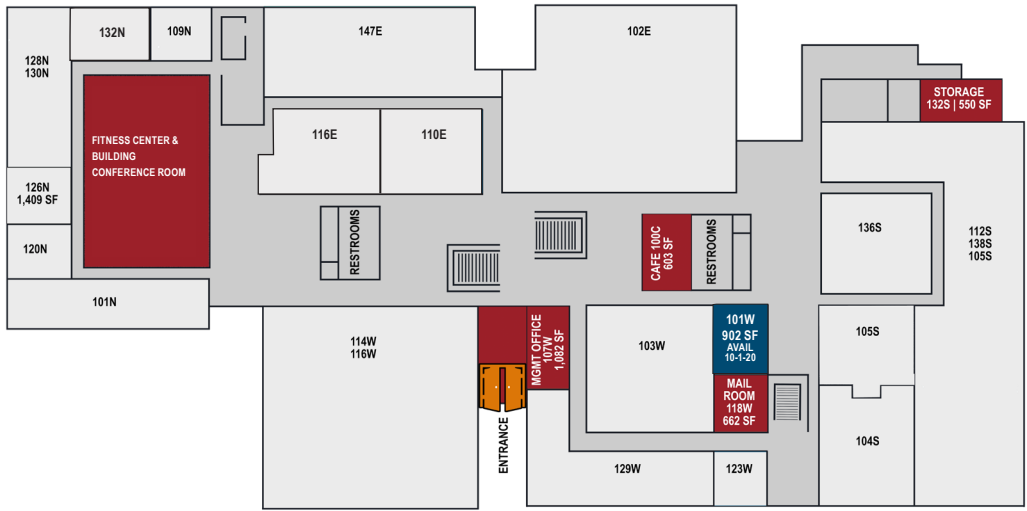 132N
109N
147E
102E
128N
130N
STORAGE
132S | 550 SF
116E
110E
FITNESS CENTER &
BUILDING
CONFERENCE ROOM
126N
1,409 SF
120N
RESTROOMS
CAFE 100C
603 SF
RESTROOMS
136S
112S
138S
105S
101N
114W
116W
MGMT OFFICE
107W
1,082 SF
103W
101W
902 SF
AVAIL
10-1-20
105S
MAIL
ROOM
118W
662 SF
ENTRANCE
104S
129W
123W